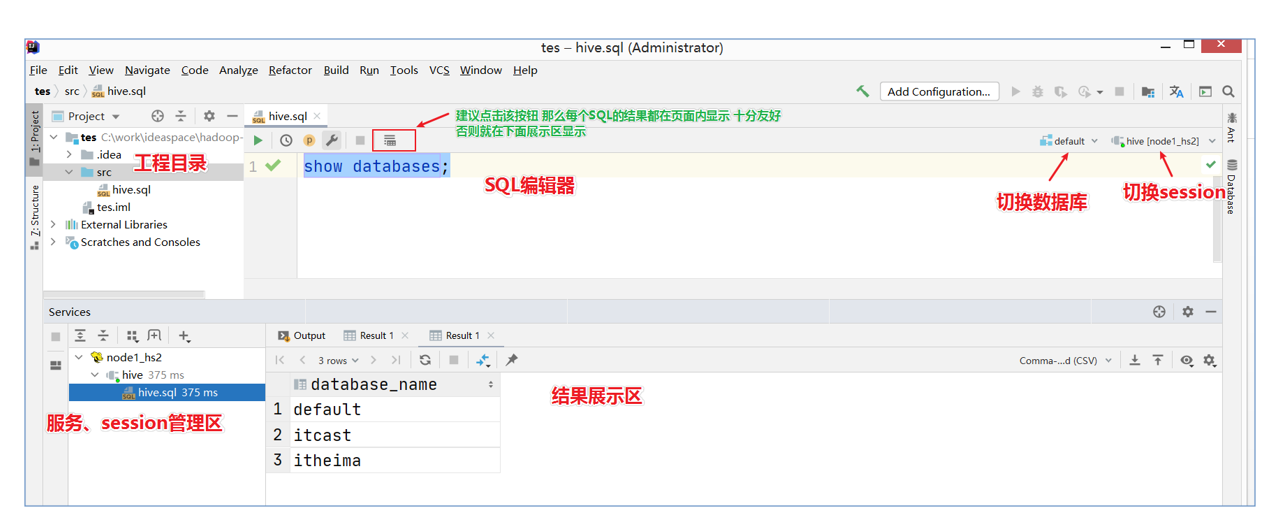 tes – hive.sql (Administrator)
File Edit View Navigate Code Analyze Refactor Build Run Tools VCS Window Help
tes src hive.sql
Add Configuration...
1: Project
Z: Structure
Project
hive.sql
建议点击该按钮 那么每个SQL的结果都在页面内显示 十分友好
否则就在下面展示区显示
tes C:\work\ideaspace\hadoop-
.idea
工程目录
src
hive.sql
tes.iml
External Libraries
Scratches and Consoles
default
hive [node1_hs2]
1 show databases;
SQL编辑器
切换数据库
切换session
Ant
Database
Services
node1_hs2
hive 375 ms
hive.sql 375 ms
服务、session管理区
Output Result 1 Result 1
3 rows
Comma-...d (CSV)
database_name
1 default
2 itcast
3 itheima
结果展示区